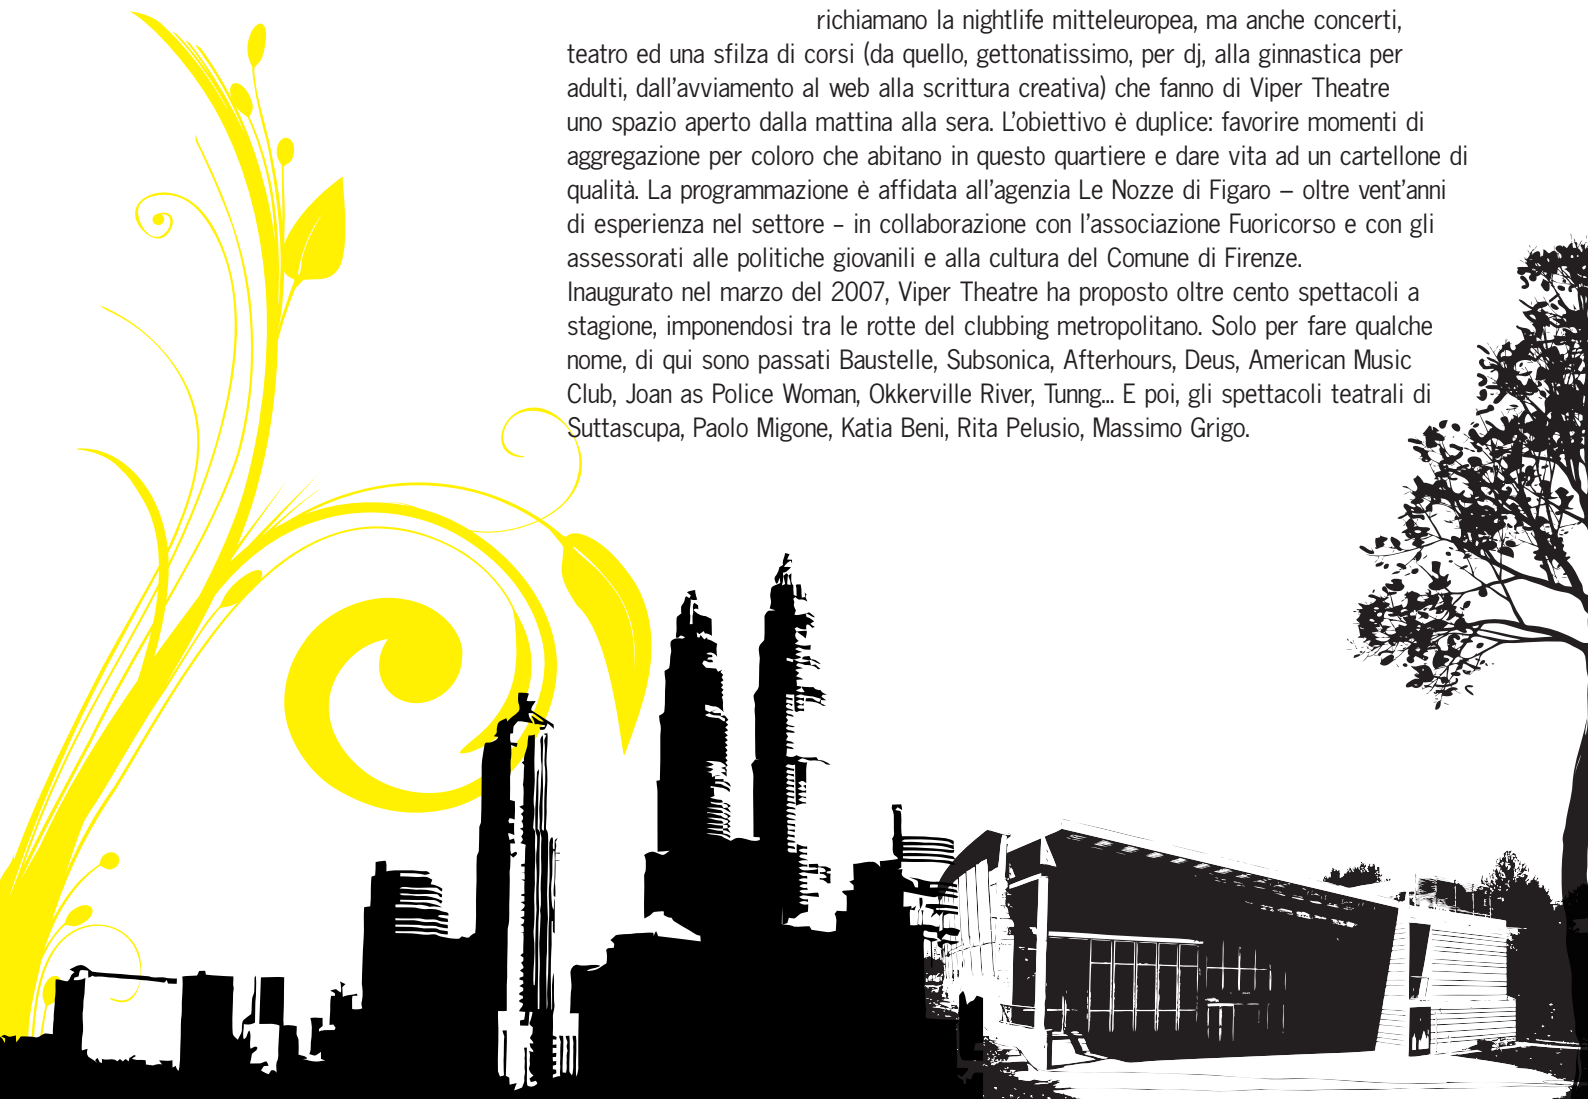 richiamano la nightlife mitteleuropea, ma anche concerti,
teatro ed una sfilza di corsi (da quello, gettonatissimo, per dj, alla ginnastica per
adulti, dall'avviamento al web alla scrittura creativa) che fanno di Viper Theatre
uno spazio aperto dalla mattina alla sera. L'obiettivo è duplice: favorire momenti di
aggregazione per coloro che abitano in questo quartiere e dare vita ad un cartellone di
qualità. La programmazione è affidata all'agenzia Le Nozze di Figaro – oltre vent'anni
di esperienza nel settore – in collaborazione con l'associazione Fuoricorso e con gli
assessorati alle politiche giovanili e alla cultura del Comune di Firenze.
Inaugurato nel marzo del 2007, Viper Theatre ha proposto oltre cento spettacoli a
stagione, imponendosi tra le rotte del clubbing metropolitano. Solo per fare qualche
nome, di qui sono passati Baustelle, Subsonica, Afterhours, Deus, American Music
Club, Joan as Police Woman, Okkerville River, Tunng... E poi, gli spettacoli teatrali di
Suttascupa, Paolo Migone, Katia Beni, Rita Pelusio, Massimo Grigo.